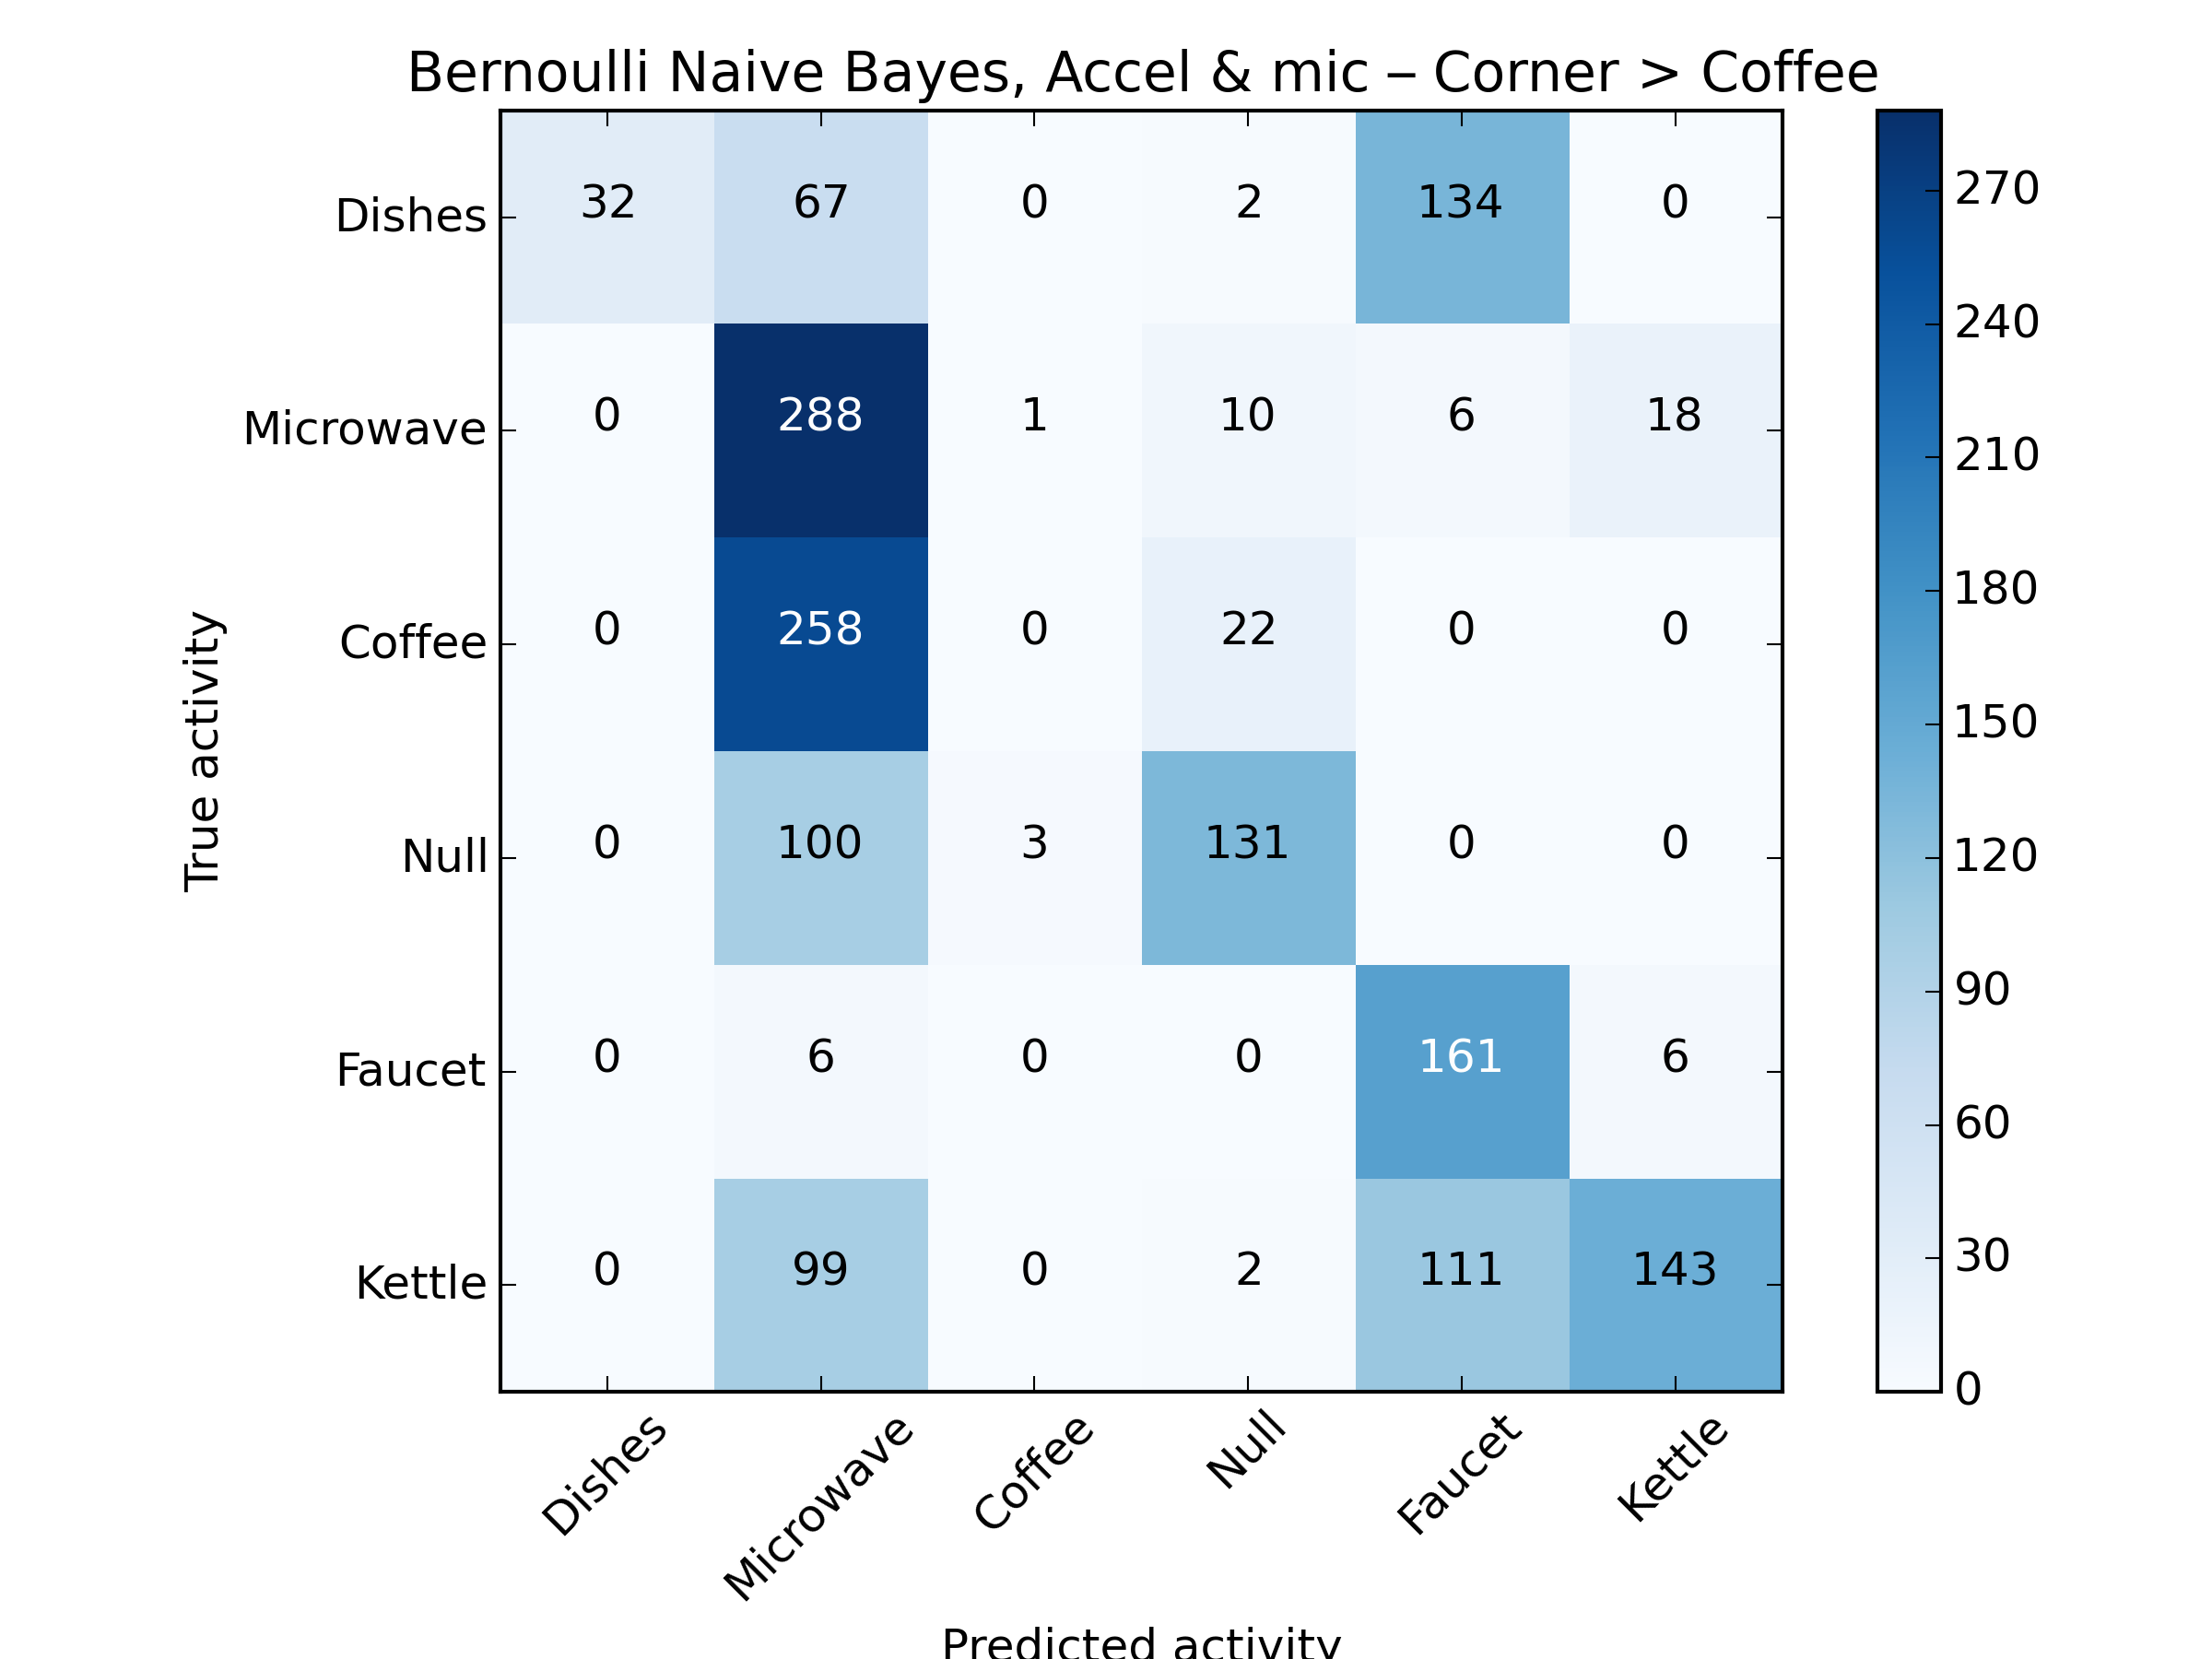 Bernoulli Naive Bayes, Accel & mic – Corner > Coffee
Dishes 32 67 0 2 134 0
Microwave 0 288 1 10 6 18
Coffee 0 258 0 22 0 0
Null 0 100 3 131 0 0
Faucet 0 6 0 0 161 6
Kettle 0 99 0 2 111 143
True activity
Dishes Microwave Coffee Null Faucet Kettle
Predicted activity
270
240
210
180
150
120
90
60
30
0